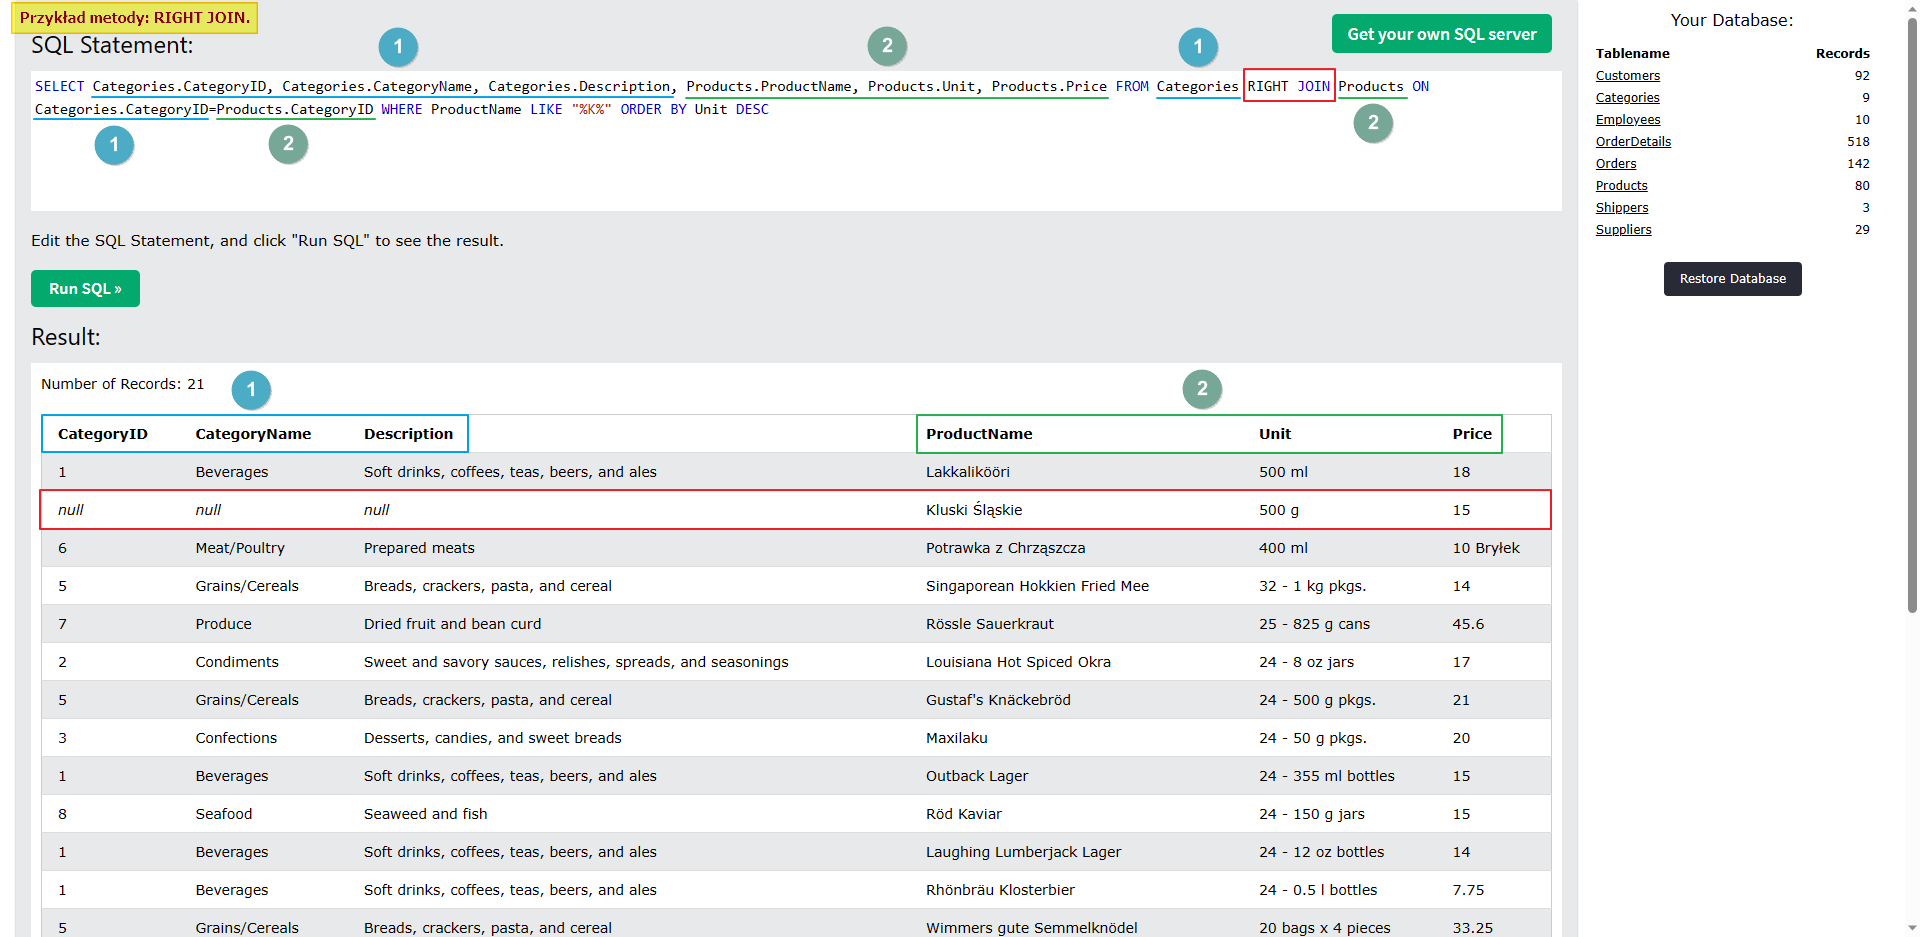 Przykład metody: RIGHT JOIN.
SQL Statement:
1
2
1
Get your own SQL server
SELECT Categories.CategoryID, Categories.CategoryName, Categories.Description, Products.ProductName, Products.Unit, Products.Price FROM Categories RIGHT JOIN Products ON
Categories.CategoryID=Products.CategoryID WHERE ProductName LIKE "%K%" ORDER BY Unit DESC
1
2
2
Edit the SQL Statement, and click "Run SQL" to see the result.
Run SQL »
Result:
Number of Records: 21
1
2
CategoryID CategoryName Description ProductName Unit Price
1 Beverages Soft drinks, coffees, teas, beers, and ales Lakkalikööri 500 ml 18
null null null Kluski Śląskie 500 g 15
6 Meat/Poultry Prepared meats Potrawka z Chrząszcza 400 ml 10 Bryłek
5 Grains/Cereals Breads, crackers, pasta, and cereal Singaporean Hokkien Fried Mee 32 - 1 kg pkgs. 14
7 Produce Dried fruit and bean curd Rössle Sauerkraut 25 - 825 g cans 45.6
2 Condiments Sweet and savory sauces, relishes, spreads, and seasonings Louisiana Hot Spiced Okra 24 - 8 oz jars 17
5 Grains/Cereals Breads, crackers, pasta, and cereal Gustaf's Knäckebröd 24 - 500 g pkgs. 21
3 Confections Desserts, candies, and sweet breads Maxilaku 24 - 50 g pkgs. 20
1 Beverages Soft drinks, coffees, teas, beers, and ales Outback Lager 24 - 355 ml bottles 15
8 Seafood Seaweed and fish Röd Kaviar 24 - 150 g jars 15
1 Beverages Soft drinks, coffees, teas, beers, and ales Laughing Lumberjack Lager 24 - 12 oz bottles 14
1 Beverages Soft drinks, coffees, teas, beers, and ales Rhönbräu Klosterbier 24 - 0.5 l bottles 7.75
5 Grains/Cereals Breads, crackers, pasta, and cereal Wimmers gute Semmelknödel 20 bags x 4 pieces 33.25
Your Database:
Tablename Records
Customers 92
Categories 9
Employees 10
OrderDetails 518
Orders 142
Products 80
Shippers 3
Suppliers 29
Restore Database